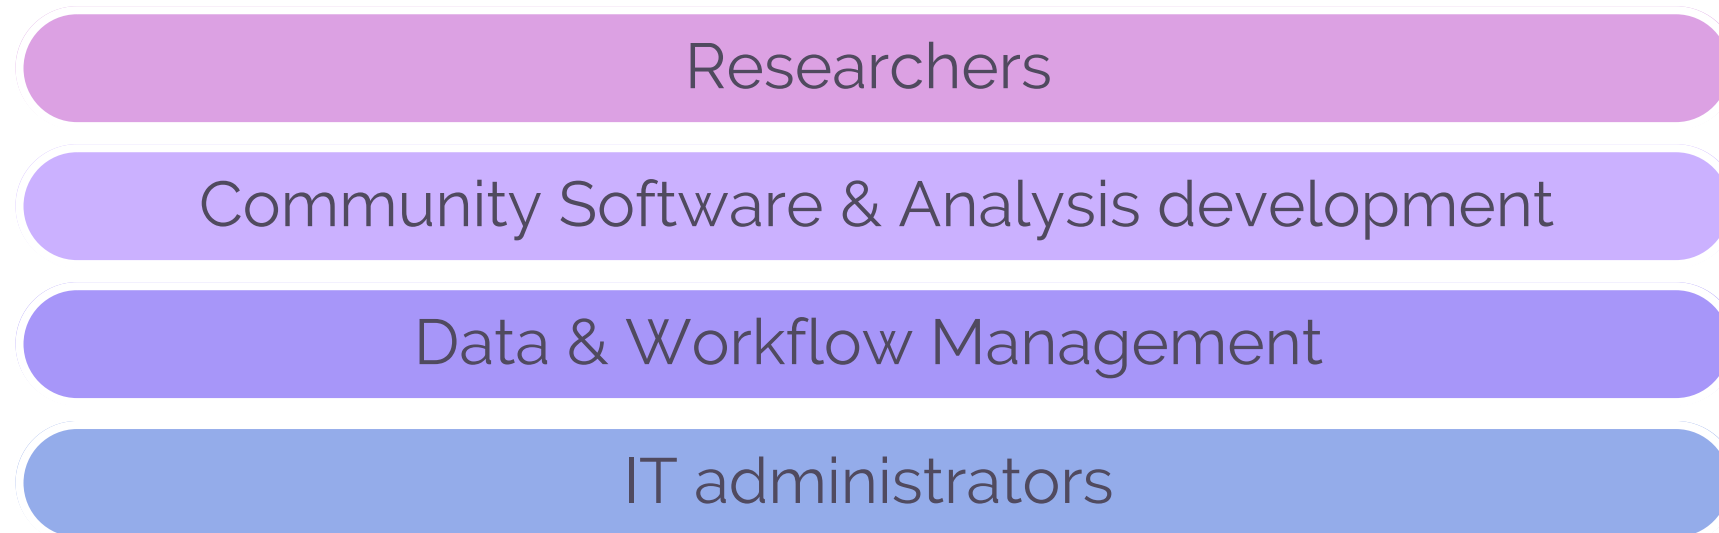 Researchers
Community Software & Analysis development
Data & Workflow Management
IT administrators